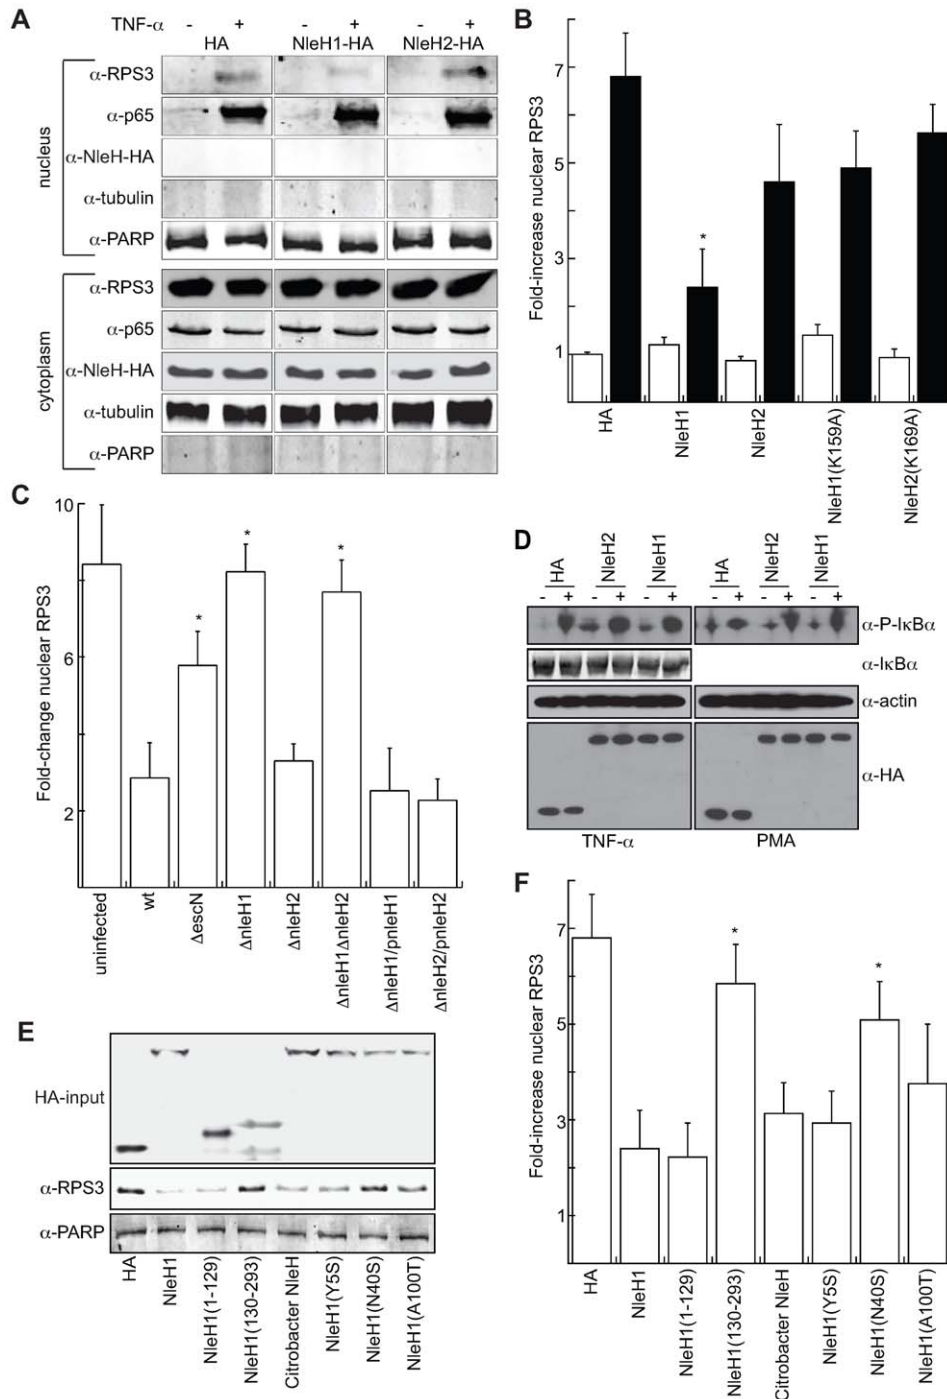 A
TNF-α - + - + - +
HA NleH1-HA NleH2-HA
nucleus
α-RPS3
α-p65
α-NleH-HA
α-tubulin
α-PARP
cytoplasm
α-RPS3
α-p65
α-NleH-HA
α-tubulin
α-PARP
B
Fold-increase nuclear RPS3
7
5
3
1
*
HA
NleH1
NleH2
NleH1(K159A)
NleH2(K169A)
C
Fold-change nuclear RPS3
10
6
2
*
*
*
uninfected
wt
ΔescN
ΔnleH1
ΔnleH2
ΔnleH1ΔnleH2
ΔnleH1/pnleH1
ΔnleH2/pnleH2
D
HA NleH2 NleH1 HA NleH2 NleH1
- + - + - + - + - + - +
α-P-IκBα
α-IκBα
α-actin
α-HA
TNF-α PMA
E
HA-input
α-RPS3
α-PARP
HA
NleH1
NleH1(1-129)
NleH1(130-293)
Citrobacter NleH
NleH1(Y5S)
NleH1(N40S)
NleH1(A100T)
F
Fold-increase nuclear RPS3
7
5
3
1
*
*
HA
NleH1
NleH1(1-129)
NleH1(130-293)
Citrobacter NleH
NleH1(Y5S)
NleH1(N40S)
NleH1(A100T)